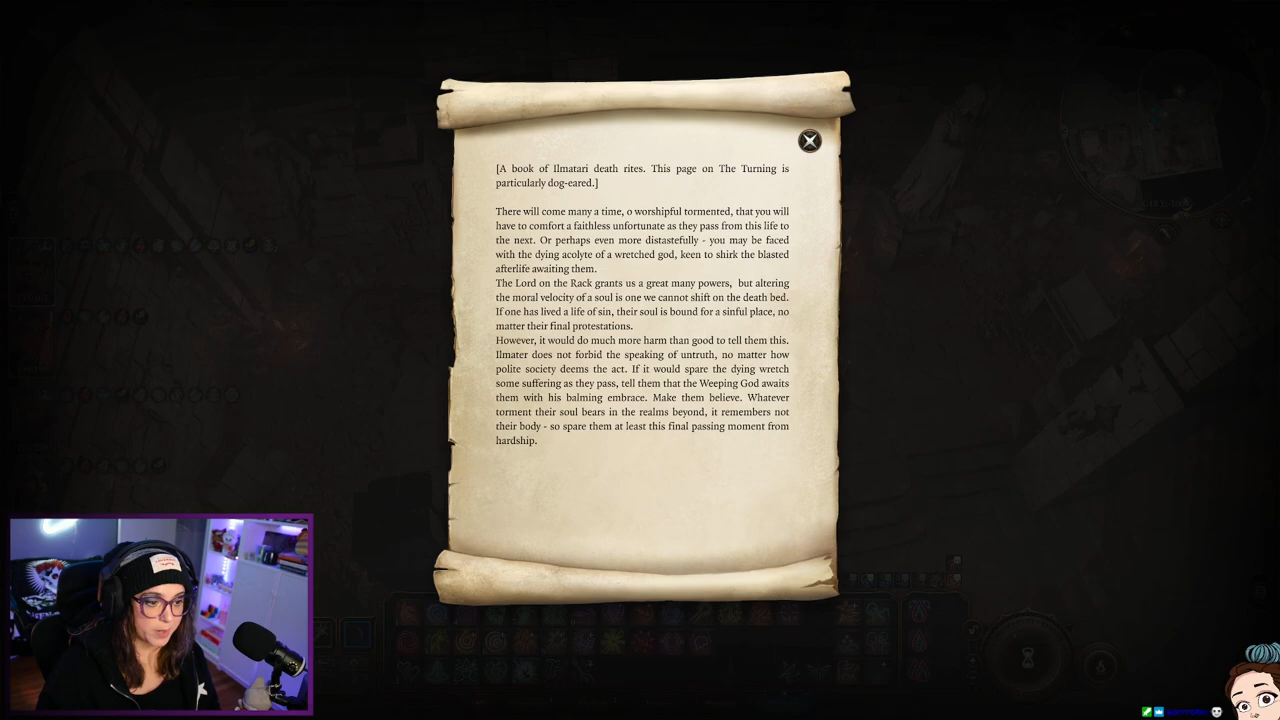 [A book of Ilmatari death rites. This page on The Turning is
particularly dog-eared.]
There will come many a time, o worshipful tormented, that you will
have to comfort a faithless unfortunate as they pass from this life to
the next. Or perhaps even more distastefully - you may be faced
with the dying acolyte of a wretched god, keen to shirk the blasted
afterlife awaiting them.
The Lord on the Rack grants us a great many powers, but altering
the moral velocity of a soul is one we cannot shift on the death bed.
If one has lived a life of sin, their soul is bound for a sinful place, no
matter their final protestations.
However, it would do much more harm than good to tell them this.
Ilmater does not forbid the speaking of untruth, no matter how
polite society deems the act. If it would spare the dying wretch
some suffering as they pass, tell them that the Weeping God awaits
them with his balming embrace. Make them believe. Whatever
torment their soul bears in the realms beyond, it remembers not
their body - so spare them at least this final passing moment from
hardship.